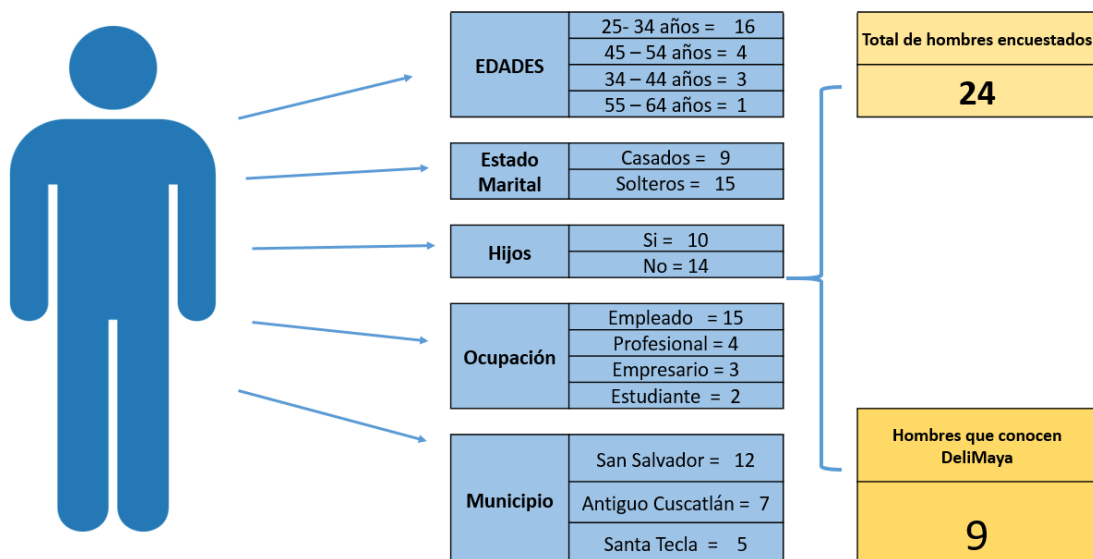 EDADES
25- 34 años = 16
45 – 54 años = 4
34 – 44 años = 3
55 – 64 años = 1
Estado
Marital
Casados = 9
Solteros = 15
Hijos
Si = 10
No = 14
Ocupación
Empleado = 15
Profesional = 4
Empresario = 3
Estudiante = 2
Municipio
San Salvador = 12
Antiguo Cuscatlán = 7
Santa Tecla = 5
Total de hombres encuestados
24
Hombres que conocen
DeliMaya
9